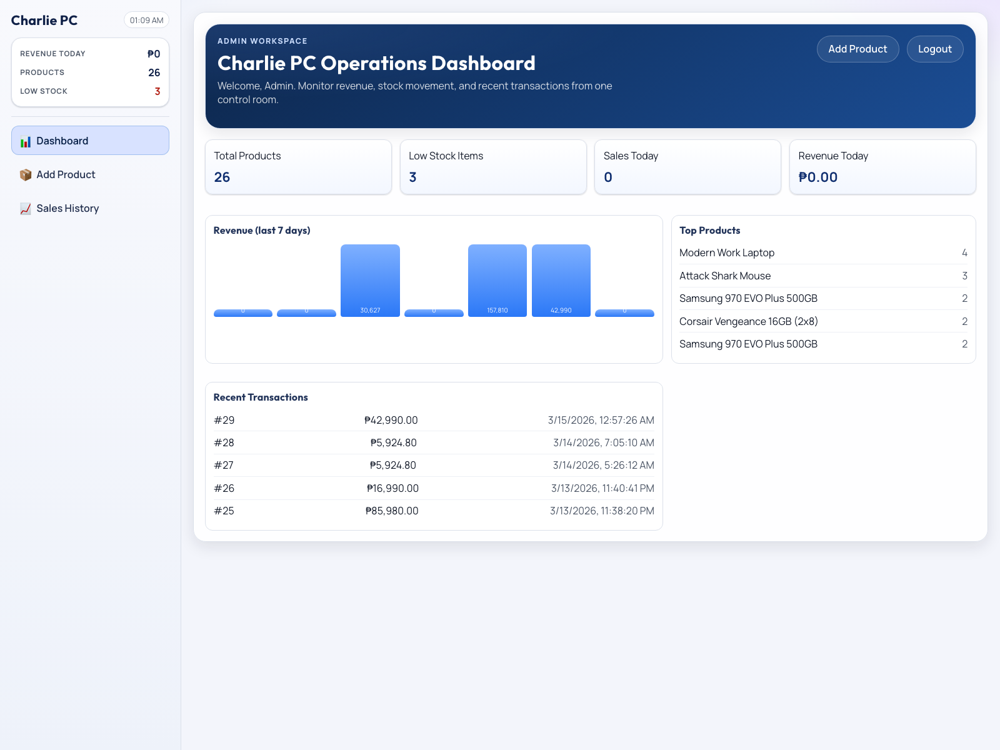 Charlie PC
01:09 AM
REVENUE TODAY ₱0
PRODUCTS 26
LOW STOCK 3
Dashboard
Add Product
Sales History
ADMIN WORKSPACE
Charlie PC Operations Dashboard
Welcome, Admin. Monitor revenue, stock movement, and recent transactions from one
control room.
Add Product
Logout
Total Products
26
Low Stock Items
3
Sales Today
0
Revenue Today
₱0.00
Revenue (last 7 days)
0 0 30,627 0 157,810 42,990 0
Top Products
Modern Work Laptop 4
Attack Shark Mouse 3
Samsung 970 EVO Plus 500GB 2
Corsair Vengeance 16GB (2x8) 2
Samsung 970 EVO Plus 500GB 2
Recent Transactions
#29 ₱42,990.00 3/15/2026, 12:57:26 AM
#28 ₱5,924.80 3/14/2026, 7:05:10 AM
#27 ₱5,924.80 3/14/2026, 5:26:12 AM
#26 ₱16,990.00 3/13/2026, 11:40:41 PM
#25 ₱85,980.00 3/13/2026, 11:38:20 PM